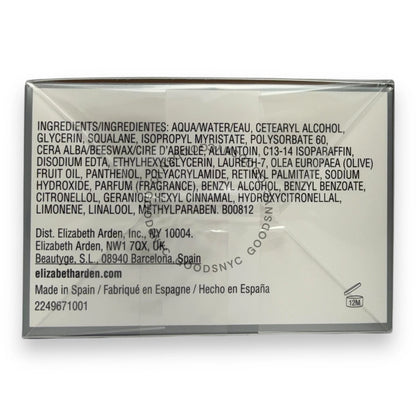 INGREDIENTS/INGREDIENTES: AQUA/WATER/EAU, CETEARYL ALCOHOL,
GLYCERIN, SQUALANE, ISOPROPYL MYRISTATE, POLYSORBATE 60,
CERA ALBA/BEESWAX/CIRE D'ABEILLE, ALLANTOIN, C13-14 ISOPARAFFIN,
DISODIUM EDTA, ETHYLHEXYLGLYCERIN, LAURETH-7, OLEA EUROPAEA (OLIVE)
FRUIT OIL, PANTHENOL, POLYACRYLAMIDE, RETINYL PALMITATE, SODIUM
HYDROXIDE, PARFUM (FRAGRANCE), BENZYL ALCOHOL, BENZYL BENZOATE,
CITRONELLOL, GERANIOL, HEXYL CINNAMAL, HYDROXYCITRONELLAL,
LIMONENE, LINALOOL, METHYLPARABEN. B00812
Dist. Elizabeth Arden, Inc., NY 10004.
Elizabeth Arden, NW1 7QX, UK.
Beautyge, S.L., 08940 Barcelona, Spain
elizabetharden.com
Made in Spain / Fabriqué en Espagne / Hecho en España
2249671001
12M
GOODSNYC GOODSNYC